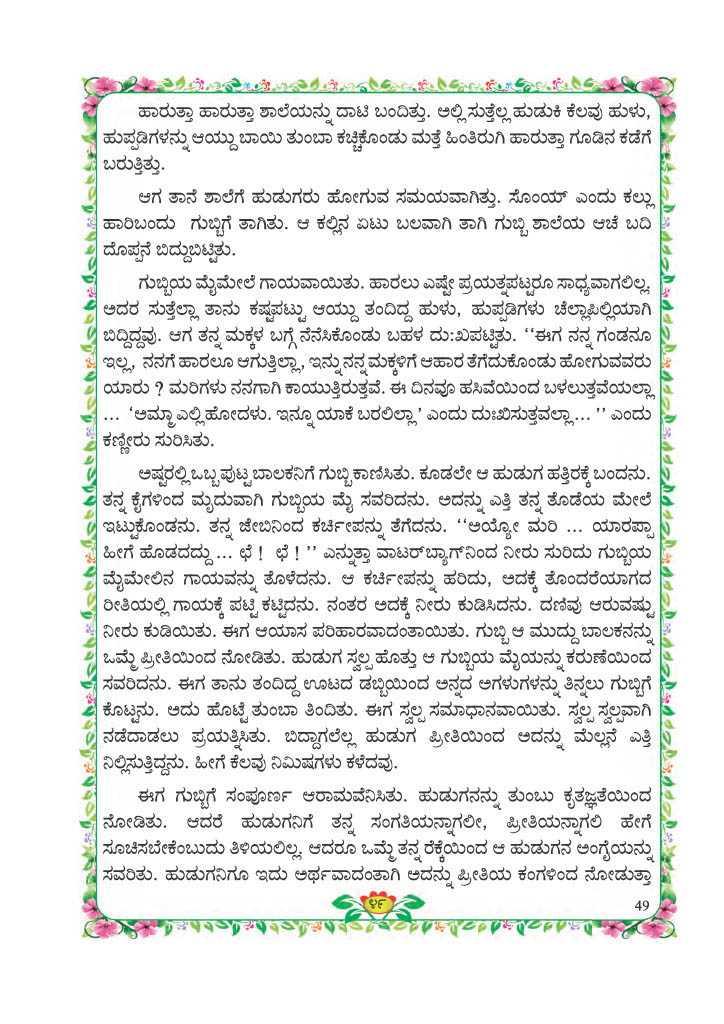 ಹಾರುತ್ತಾ ಹಾರುತ್ತಾ ಶಾಲೆಯನ್ನು ದಾಟಿ ಬಂದಿತ್ತು. ಅಲ್ಲಿ ಸುತ್ತೆಲ್ಲ ಹುಡುಕಿ ಕೆಲವು ಹುಳು,
ಹುಪ್ಪಡಿಗಳನ್ನು ಆಯ್ದು ಬಾಯಿ ತುಂಬಾ ಕಚ್ಚಿಕೊಂಡು ಮತ್ತೆ ಹಿಂತಿರುಗಿ ಹಾರುತ್ತಾ ಗೂಡಿನ ಕಡೆಗೆ
ಬರುತ್ತಿತ್ತು.
ಆಗ ತಾನೆ ಶಾಲೆಗೆ ಹುಡುಗರು ಹೋಗುವ ಸಮಯವಾಗಿತ್ತು. ಸೊಂಯ್ ಎಂದು ಕಲ್ಲು
ಹಾರಿಬಂದು ಗುಬ್ಬಿಗೆ ತಾಗಿತು. ಆ ಕಲ್ಲಿನ ಏಟು ಬಲವಾಗಿ ತಾಗಿ ಗುಬ್ಬಿ ಶಾಲೆಯ ಆಚೆ ಬದಿ
ದೊಪ್ಪನೆ ಬಿದ್ದುಬಿಟ್ಟಿತು.
ಗುಬ್ಬಿಯ ಮೈಮೇಲೆ ಗಾಯವಾಯಿತು. ಹಾರಲು ಎಷ್ಟೇ ಪ್ರಯತ್ನಪಟ್ಟರೂ ಸಾಧ್ಯವಾಗಲಿಲ್ಲ.
ಅದರ ಸುತ್ತೆಲ್ಲಾ ತಾನು ಕಷ್ಟಪಟ್ಟು ಆಯ್ದು ತಂದಿದ್ದ ಹುಳು, ಹುಪ್ಪಡಿಗಳು ಚೆಲ್ಲಾಪಿಲ್ಲಿಯಾಗಿ
ಬಿದ್ದಿದ್ದವು. ಆಗ ತನ್ನ ಮಕ್ಕಳ ಬಗ್ಗೆ ನೆನೆಸಿಕೊಂಡು ಬಹಳ ದು:ಖಪಟ್ಟಿತು. ‘‘ಈಗ ನನ್ನ ಗಂಡನೂ
ಇಲ್ಲ, ನನಗೆ ಹಾರಲೂ ಆಗುತ್ತಿಲ್ಲಾ, ಇನ್ನು ನನ್ನ ಮಕ್ಕಳಿಗೆ ಆಹಾರ ತೆಗೆದುಕೊಂಡು ಹೋಗುವವರು
ಯಾರು ? ಮರಿಗಳು ನನಗಾಗಿ ಕಾಯುತ್ತಿರುತ್ತವೆ. ಈ ದಿನವೂ ಹಸಿವೆಯಿಂದ ಬಳಲುತ್ತವೆಯಲ್ಲಾ
... ‘ಅಮ್ಮಾ ಎಲ್ಲಿ ಹೋದಳು. ಇನ್ನೂ ಯಾಕೆ ಬರಲಿಲ್ಲಾ’ ಎಂದು ದುಃಖಿಸುತ್ತವಲ್ಲಾ ... ’’ ಎಂದು
ಕಣ್ಣೀರು ಸುರಿಸಿತು.
ಅಷ್ಟರಲ್ಲಿ ಒಬ್ಬ ಪುಟ್ಟ ಬಾಲಕನಿಗೆ ಗುಬ್ಬಿ ಕಾಣಿಸಿತು. ಕೂಡಲೇ ಆ ಹುಡುಗ ಹತ್ತಿರಕ್ಕೆ ಬಂದನು.
ತನ್ನ ಕೈಗಳಿಂದ ಮೃದುವಾಗಿ ಗುಬ್ಬಿಯ ಮೈ ಸವರಿದನು. ಅದನ್ನು ಎತ್ತಿ ತನ್ನ ತೊಡೆಯ ಮೇಲೆ
ಇಟ್ಟುಕೊಂಡನು. ತನ್ನ ಜೇಬಿನಿಂದ ಕರ್ಚೀಪನ್ನು ತೆಗೆದನು. ‘‘ಅಯ್ಯೋ ಮರಿ ... ಯಾರಪ್ಪಾ
ಹೀಗೆ ಹೊಡದದ್ದು ... ಛೆ ! ಛೆ ! ’’ ಎನ್ನುತ್ತಾ ವಾಟರ್‌ಬ್ಯಾಗ್‌ನಿಂದ ನೀರು ಸುರಿದು ಗುಬ್ಬಿಯ
ಮೈಮೇಲಿನ ಗಾಯವನ್ನು ತೊಳೆದನು. ಆ ಕರ್ಚೀಪನ್ನು ಹರಿದು, ಅದಕ್ಕೆ ತೊಂದರೆಯಾಗದ
ರೀತಿಯಲ್ಲಿ ಗಾಯಕ್ಕೆ ಪಟ್ಟಿ ಕಟ್ಟಿದನು. ನಂತರ ಅದಕ್ಕೆ ನೀರು ಕುಡಿಸಿದನು. ದಣಿವು ಆರುವಷ್ಟು
ನೀರು ಕುಡಿಯಿತು. ಈಗ ಆಯಾಸ ಪರಿಹಾರವಾದಂತಾಯಿತು. ಗುಬ್ಬಿ ಆ ಮುದ್ದು ಬಾಲಕನನ್ನು
ಒಮ್ಮೆ ಪ್ರೀತಿಯಿಂದ ನೋಡಿತು. ಹುಡುಗ ಸ್ವಲ್ಪ ಹೊತ್ತು ಆ ಗುಬ್ಬಿಯ ಮೈಯನ್ನು ಕರುಣೆಯಿಂದ
ಸವರಿದನು. ಈಗ ತಾನು ತಂದಿದ್ದ ಊಟದ ಡಬ್ಬಿಯಿಂದ ಅನ್ನದ ಅಗಳುಗಳನ್ನು ತಿನ್ನಲು ಗುಬ್ಬಿಗೆ
ಕೊಟ್ಟನು. ಅದು ಹೊಟ್ಟೆ ತುಂಬಾ ತಿಂದಿತು. ಈಗ ಸ್ವಲ್ಪ ಸಮಾಧಾನವಾಯಿತು. ಸ್ವಲ್ಪ ಸ್ವಲ್ಪವಾಗಿ
ನಡೆದಾಡಲು ಪ್ರಯತ್ನಿಸಿತು. ಬಿದ್ದಾಗಲೆಲ್ಲ ಹುಡುಗ ಪ್ರೀತಿಯಿಂದ ಅದನ್ನು ಮೆಲ್ಲನೆ ಎತ್ತಿ
ನಿಲ್ಲಿಸುತ್ತಿದ್ದನು. ಹೀಗೆ ಕೆಲವು ನಿಮಿಷಗಳು ಕಳೆದವು.
ಈಗ ಗುಬ್ಬಿಗೆ ಸಂಪೂರ್ಣ ಆರಾಮವೆನಿಸಿತು. ಹುಡುಗನನ್ನು ತುಂಬು ಕೃತಜ್ಞತೆಯಿಂದ
ನೋಡಿತು. ಆದರೆ ಹುಡುಗನಿಗೆ ತನ್ನ ಸಂಗತಿಯನ್ನಾಗಲೀ, ಪ್ರೀತಿಯನ್ನಾಗಲಿ ಹೇಗೆ
ಸೂಚಿಸಬೇಕೆಂಬುದು ತಿಳಿಯಲಿಲ್ಲ. ಆದರೂ ಒಮ್ಮೆ ತನ್ನ ರೆಕ್ಕೆಯಿಂದ ಆ ಹುಡುಗನ ಅಂಗೈಯನ್ನು
ಸವರಿತು. ಹುಡುಗನಿಗೂ ಇದು ಅರ್ಥವಾದಂತಾಗಿ ಅದನ್ನು ಪ್ರೀತಿಯ ಕಂಗಳಿಂದ ನೋಡುತ್ತಾ
೪೯
49